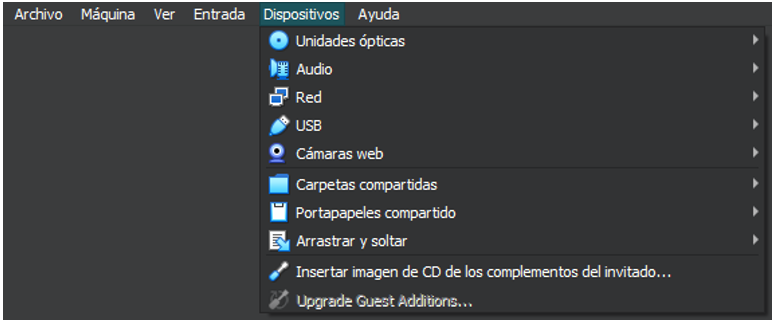 Archivo Máquina Ver Entrada Dispositivos Ayuda
Unidades ópticas
Audio
Red
USB
Cámaras web
Carpetas compartidas
Portapapeles compartido
Arrastrar y soltar
Insertar imagen de CD de los complementos del invitado...
Upgrade Guest Additions...